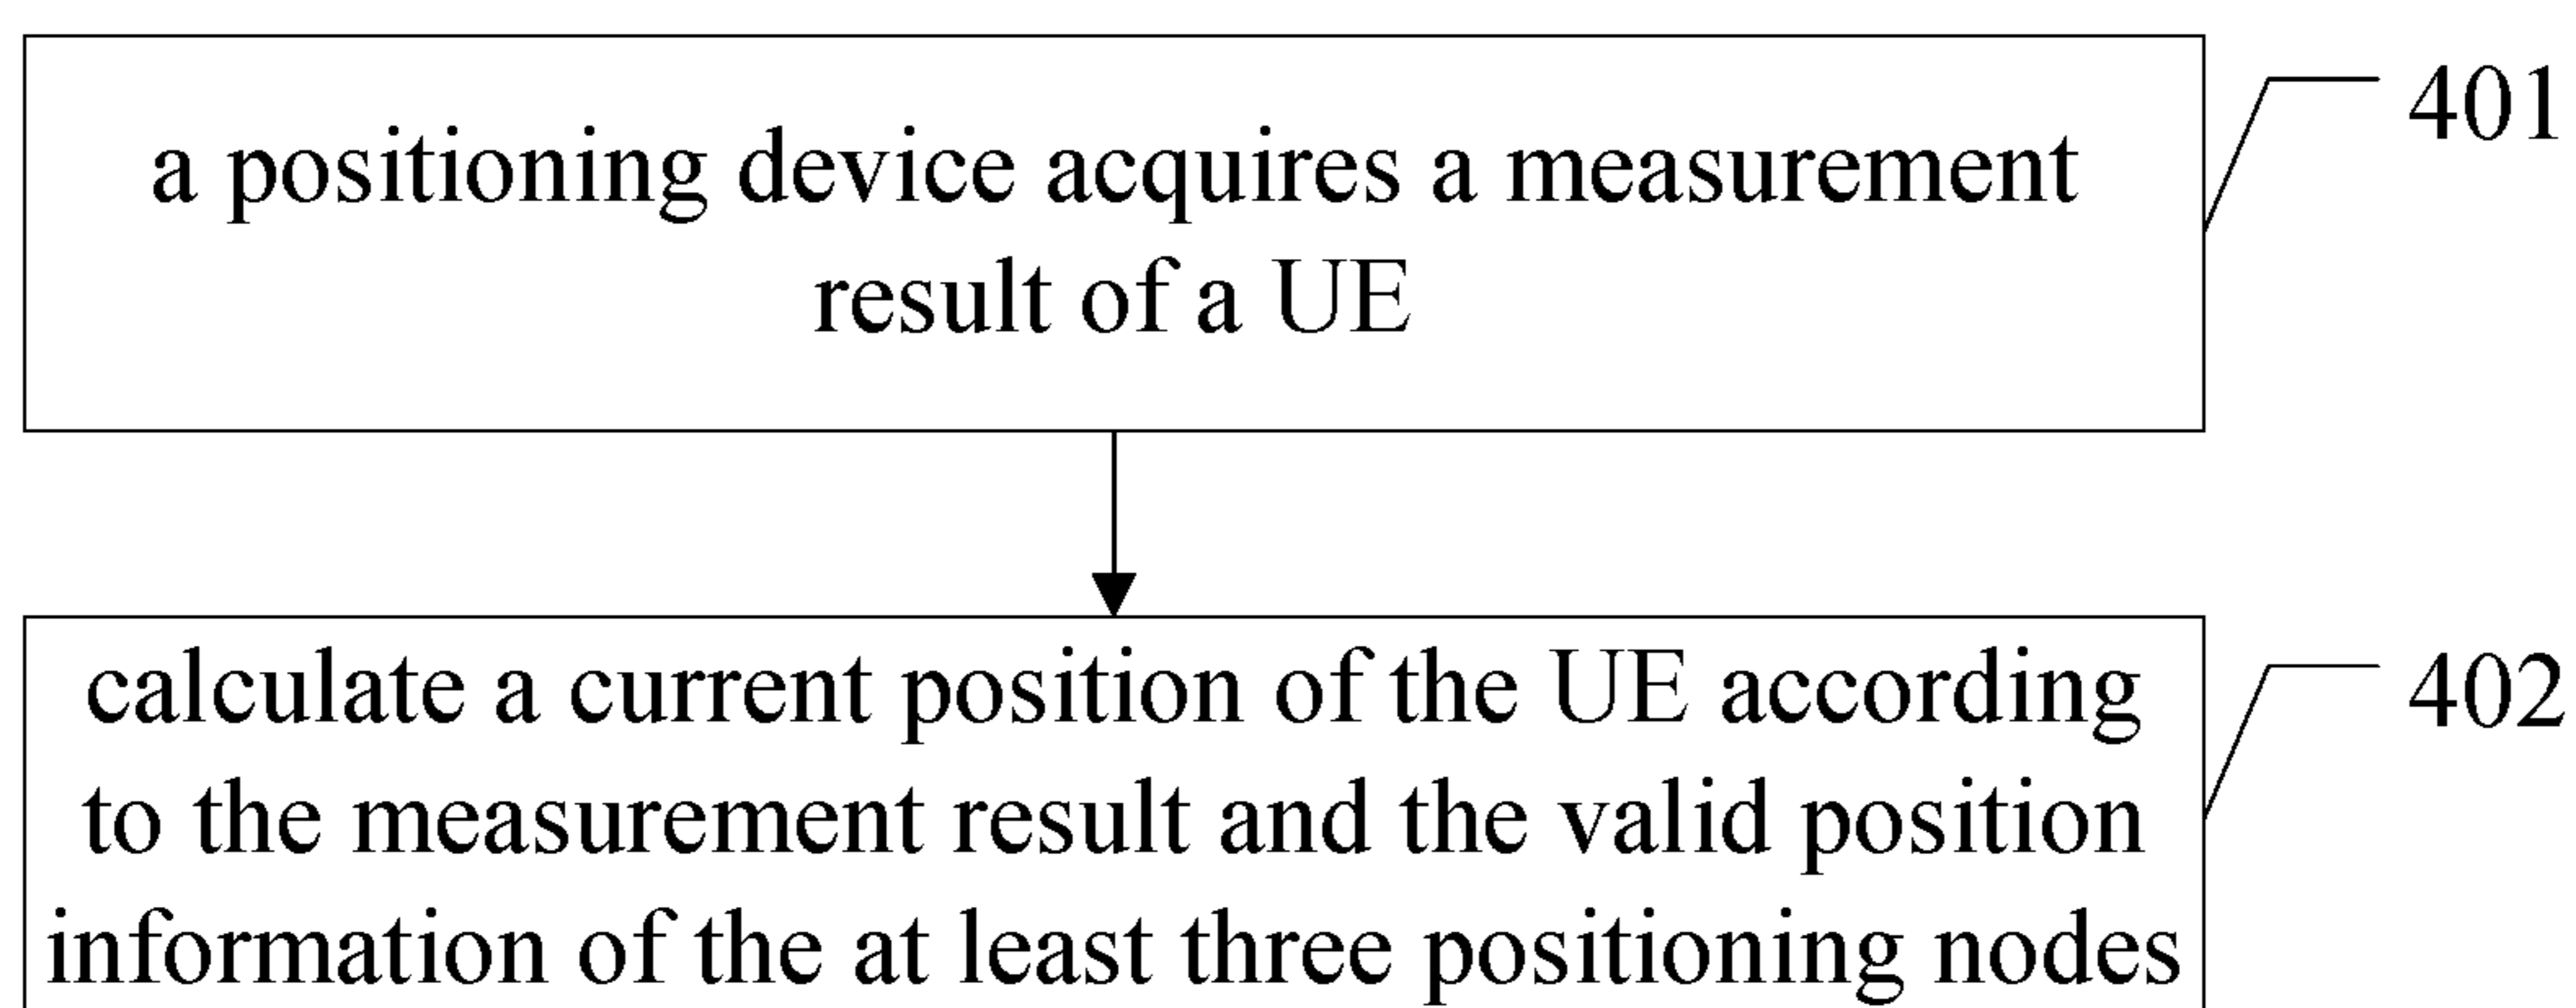 a positioning device acquires a measurement
401
result of a UE
calculate a current position of the UE according
402
to the measurement result and the valid position
information of the at least three positioning nodes